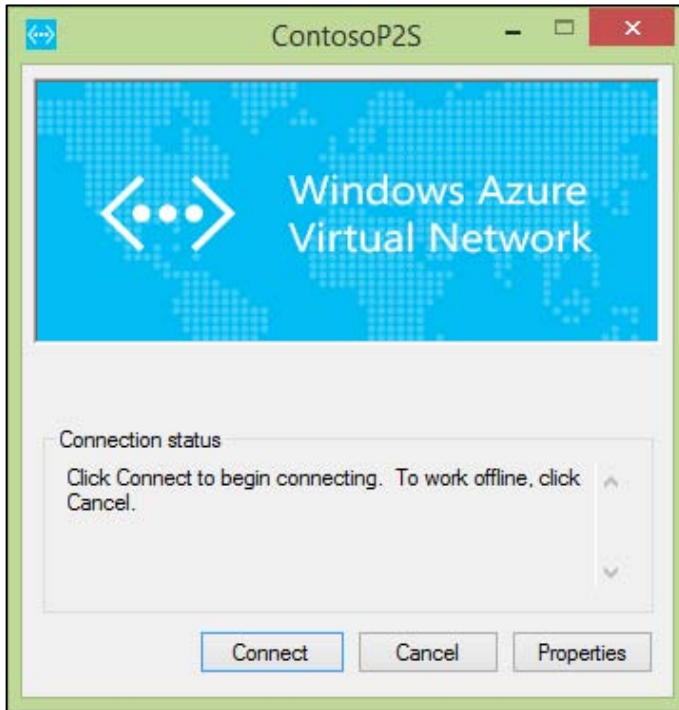 ContosoP2S
Windows Azure
Virtual Network
Connection status
Click Connect to begin connecting. To work offline, click
Cancel.
Connect
Cancel
Properties